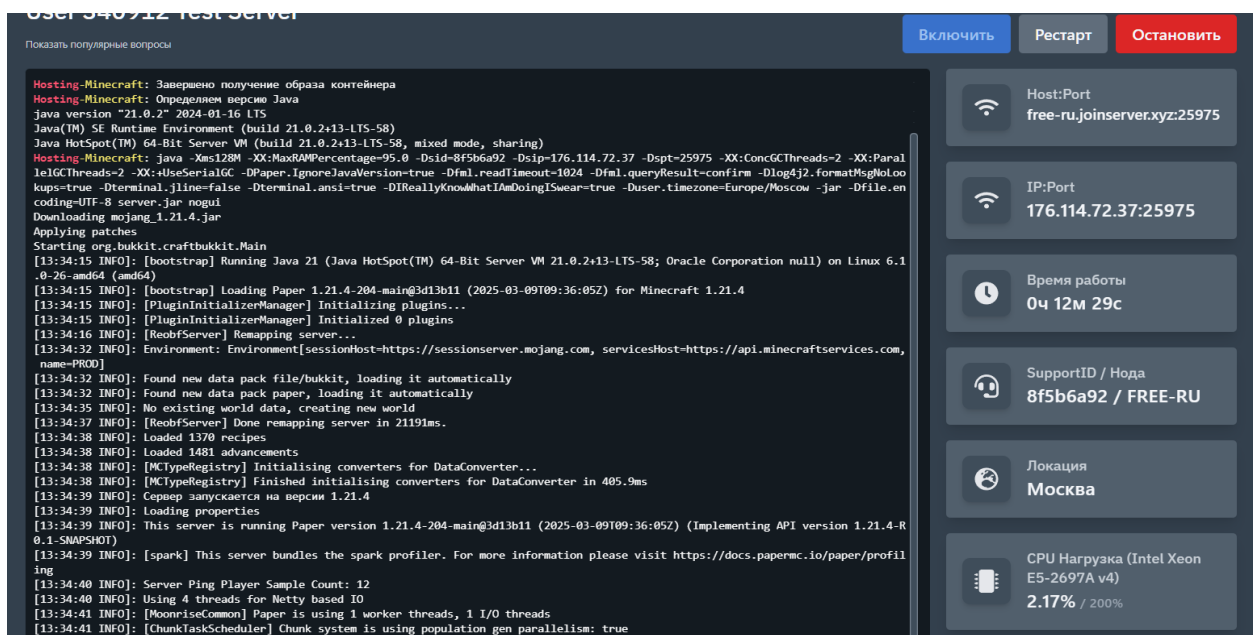 User 340912 Test Server
Показать популярные вопросы
Включить
Рестарт
Остановить
Hosting-Minecraft: Завершено получение образа контейнера
Hosting-Minecraft: Определяем версию Java
java version "21.0.2" 2024-01-16 LTS
Java(TM) SE Runtime Environment (build 21.0.2+13-LTS-58)
Java HotSpot(TM) 64-Bit Server VM (build 21.0.2+13-LTS-58, mixed mode, sharing)
Hosting-Minecraft: java -Xms128M -XX:MaxRAMPercentage=95.0 -Dsid=8f5b6a92 -Dsip=176.114.72.37 -Dspt=25975 -XX:ConcGCThreads=2 -XX:Paral
lelGCThreads=2 -XX:+UseSerialGC -DPaper.IgnoreJavaVersion=true -Dfml.readTimeout=1024 -Dfml.queryResult=confirm -Dlog4j2.formatMsgNoLoo
kups=true -Dterminal.jline=false -Dterminal.ansi=true -DIReallyKnowWhatIAmDoingISwear=true -Duser.timezone=Europe/Moscow -jar -Dfile.en
coding=UTF-8 server.jar nogui
Downloading mojang_1.21.4.jar
Applying patches
Starting org.bukkit.craftbukkit.Main
[13:34:15 INFO]: [bootstrap] Running Java 21 (Java HotSpot(TM) 64-Bit Server VM 21.0.2+13-LTS-58; Oracle Corporation null) on Linux 6.1
.0-26-amd64 (amd64)
[13:34:15 INFO]: [bootstrap] Loading Paper 1.21.4-204-main@3d13b11 (2025-03-09T09:36:05Z) for Minecraft 1.21.4
[13:34:15 INFO]: [PluginInitializerManager] Initializing plugins...
[13:34:15 INFO]: [PluginInitializerManager] Initialized 0 plugins
[13:34:16 INFO]: [ReobfServer] Remapping server...
[13:34:32 INFO]: Environment: Environment[sessionHost=https://sessionserver.mojang.com, servicesHost=https://api.minecraftservices.com,
name=PROD]
[13:34:32 INFO]: Found new data pack file/bukkit, loading it automatically
[13:34:32 INFO]: Found new data pack paper, loading it automatically
[13:34:35 INFO]: No existing world data, creating new world
[13:34:37 INFO]: [ReobfServer] Done remapping server in 21191ms.
[13:34:38 INFO]: Loaded 1370 recipes
[13:34:38 INFO]: Loaded 1481 advancements
[13:34:38 INFO]: [MCTypeRegistry] Initialising converters for DataConverter...
[13:34:38 INFO]: [MCTypeRegistry] Finished initialising converters for DataConverter in 405.9ms
[13:34:39 INFO]: Сервер запускается на версии 1.21.4
[13:34:39 INFO]: Loading properties
[13:34:39 INFO]: This server is running Paper version 1.21.4-204-main@3d13b11 (2025-03-09T09:36:05Z) (Implementing API version 1.21.4-R
0.1-SNAPSHOT)
[13:34:39 INFO]: [spark] This server bundles the spark profiler. For more information please visit https://docs.papermc.io/paper/profil
ing
[13:34:40 INFO]: Server Ping Player Sample Count: 12
[13:34:40 INFO]: Using 4 threads for Netty based IO
[13:34:41 INFO]: [MoonriseCommon] Paper is using 1 worker threads, 1 I/O threads
[13:34:41 INFO]: [ChunkTaskScheduler] Chunk system is using population gen parallelism: true
Host:Port
free-ru.joinserver.xyz:25975
IP:Port
176.114.72.37:25975
Время работы
0ч 12м 29с
SupportID / Нода
8f5b6a92 / FREE-RU
Локация
Москва
CPU Нагрузка (Intel Xeon
E5-2697A v4)
2.17% / 200%